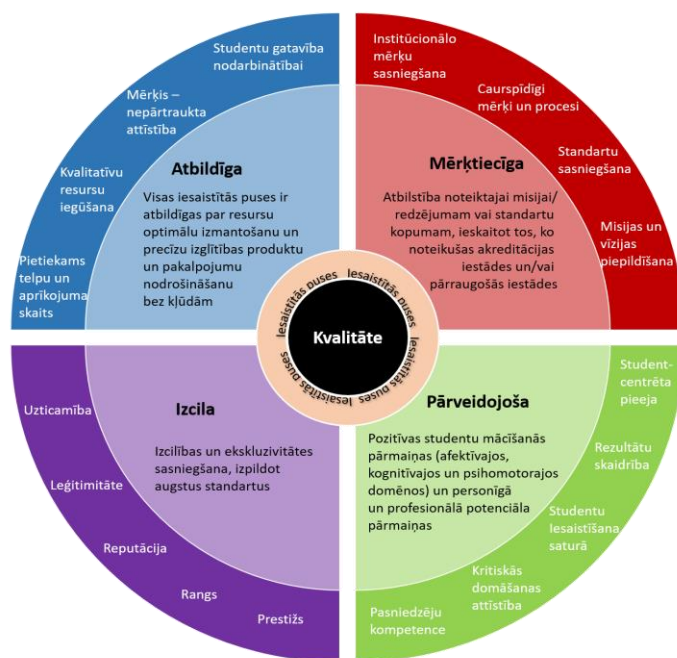 Studentu gatavība
nodarbinātībai
Mērķis –
nepārtraukta
attīstība
Kvalitatīvu
resursu
iegūšana
Pietiekams
telpu un
aprīkojuma
skaits
Atbildīga
Visas iesaistītās puses ir
atbildīgas par resursu
optimālu izmantošanu un
precīzu izglītības produktu
un pakalpojumu
nodrošināšanu
bez kļūdām
Institūcionālo
mērķu
sasniegšana
Caurspīdīgi
mērķi un procesi
Standartu
sasniegšana
Misijas un
vīzijas
piepildīšana
Mērķtiecīga
Atbilstība noteiktajai misijai/
redzējumam vai standartu
kopumam, ieskaitot tos, ko
noteikušas akreditācijas
iestādes un/vai
pārraugošās iestādes
Iesaistītās puses
Iesaistītās puses
Iesaistītās puses
Iesaistītās puses
Iesaistītās puses
Kvalitāte
Uzticamība
Leģitimitāte
Reputācija
Rangs
Prestižs
Izcila
Izcilības un ekskluzivitātes
sasniegšana, izpildot
augstus standartus
Pārveidojoša
Pozitīvas studentu mācīšanās
pārmaiņas (afektīvajos,
kognitīvajos un psihomotorajos
domēnos) un personīgā
un profesionālā potenciāla
pārmaiņas
Student-
centrēta
pieeja
Rezultātu
skaidrība
Studentu
Iesaistīšana
saturā
Kritiskās
domāšanas
attīstība
Pasniedzēju
kompetence